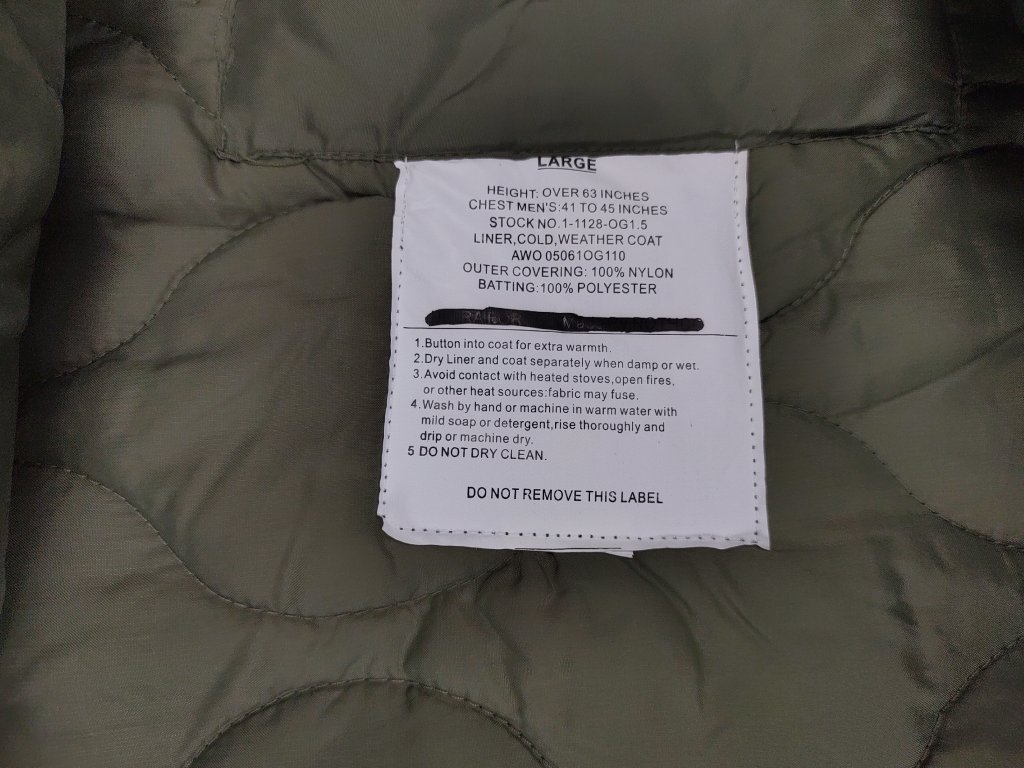 LARGE
HEIGHT: OVER 63 INCHES
CHEST MEN'S:41 TO 45 INCHES
STOCK NO.1-1128-OG1.5
LINER,COLD,WEATHER COAT
AWO 05061OG110
OUTER COVERING: 100% NYLON
BATTING:100% POLYESTER
1.Button into coat for extra warmth.
2.Dry Liner and coat separately when damp or wet.
3.Avoid contact with heated stoves,open fires,
or other heat sources:fabric may fuse.
4.Wash by hand or machine in warm water with
mild soap or detergent,rise thoroughly and
drip or machine dry.
5 DO NOT DRY CLEAN.
DO NOT REMOVE THIS LABEL